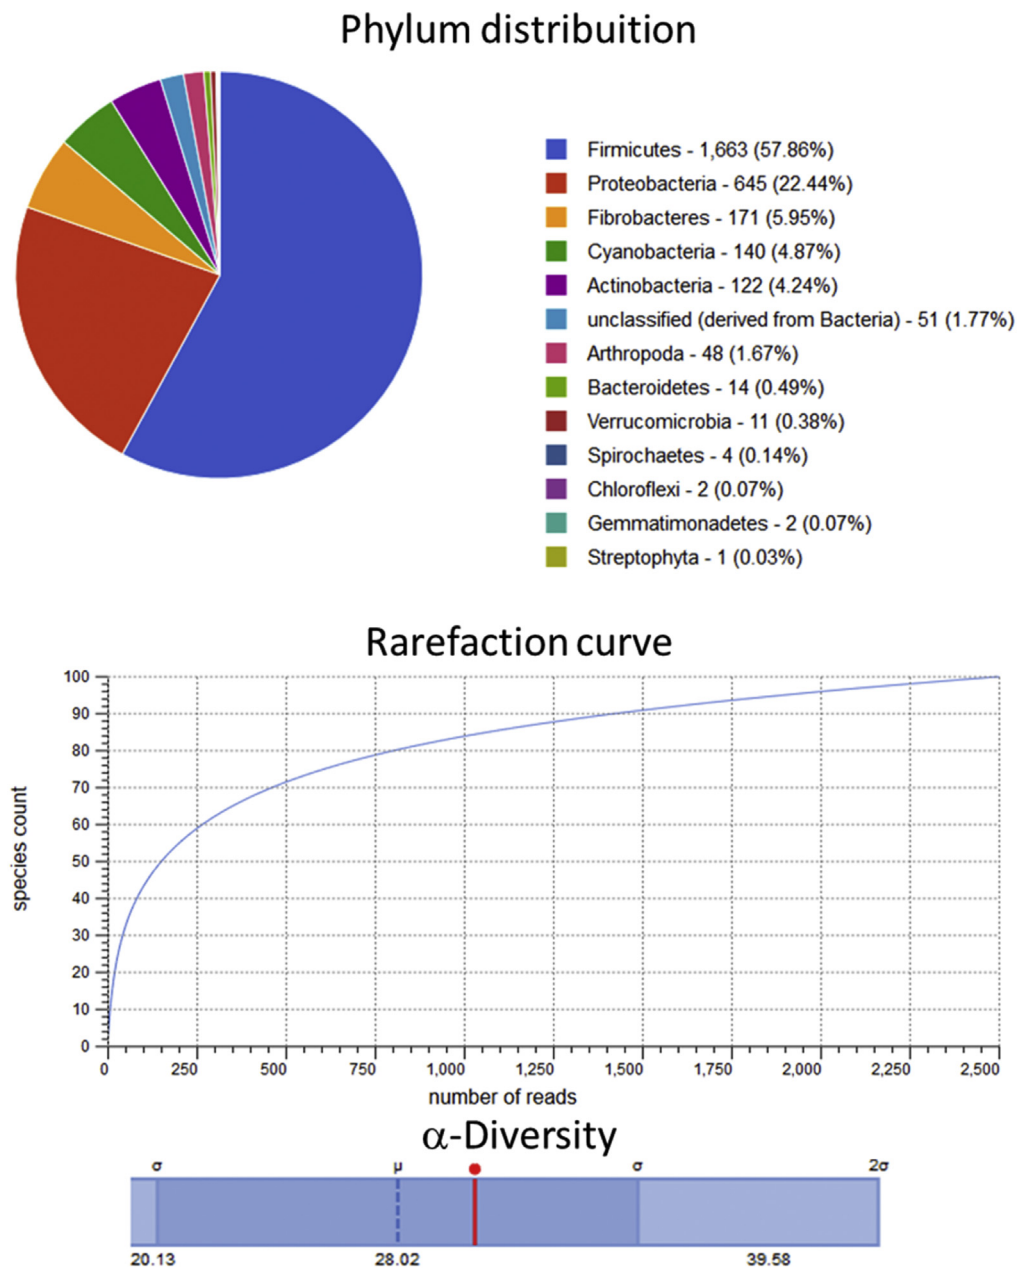 Phylum distribuition
Firmicutes - 1,663 (57.86%)
Proteobacteria - 645 (22.44%)
Fibrobacteres - 171 (5.95%)
Cyanobacteria - 140 (4.87%)
Actinobacteria - 122 (4.24%)
unclassified (derived from Bacteria) - 51 (1.77%)
Arthropoda - 48 (1.67%)
Bacteroidetes - 14 (0.49%)
Verrucomicrobia - 11 (0.38%)
Spirochaetes - 4 (0.14%)
Chloroflexi - 2 (0.07%)
Gemmatimonadetes - 2 (0.07%)
Streptophyta - 1 (0.03%)
Rarefaction curve
species count
100
90
80
70
60
50
40
30
20
10
0
0 250 500 750 1,000 1,250 1,500 1,750 2,000 2,250 2,500
number of reads
α-Diversity
σ μ σ 2σ
20.13 28.02 39.58